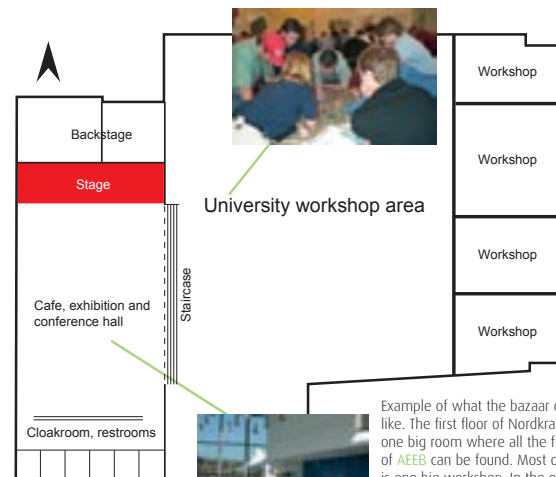 Backstage
Stage
University workshop area
Staircase
Cafe, exhibition and
conference hall
Cloakroom, restrooms
Workshop
Workshop
Workshop
Workshop
Example of what the bazaar
like. The first floor of
one big room where all the
of AEEB can be found. Most
is one big workshop. In the